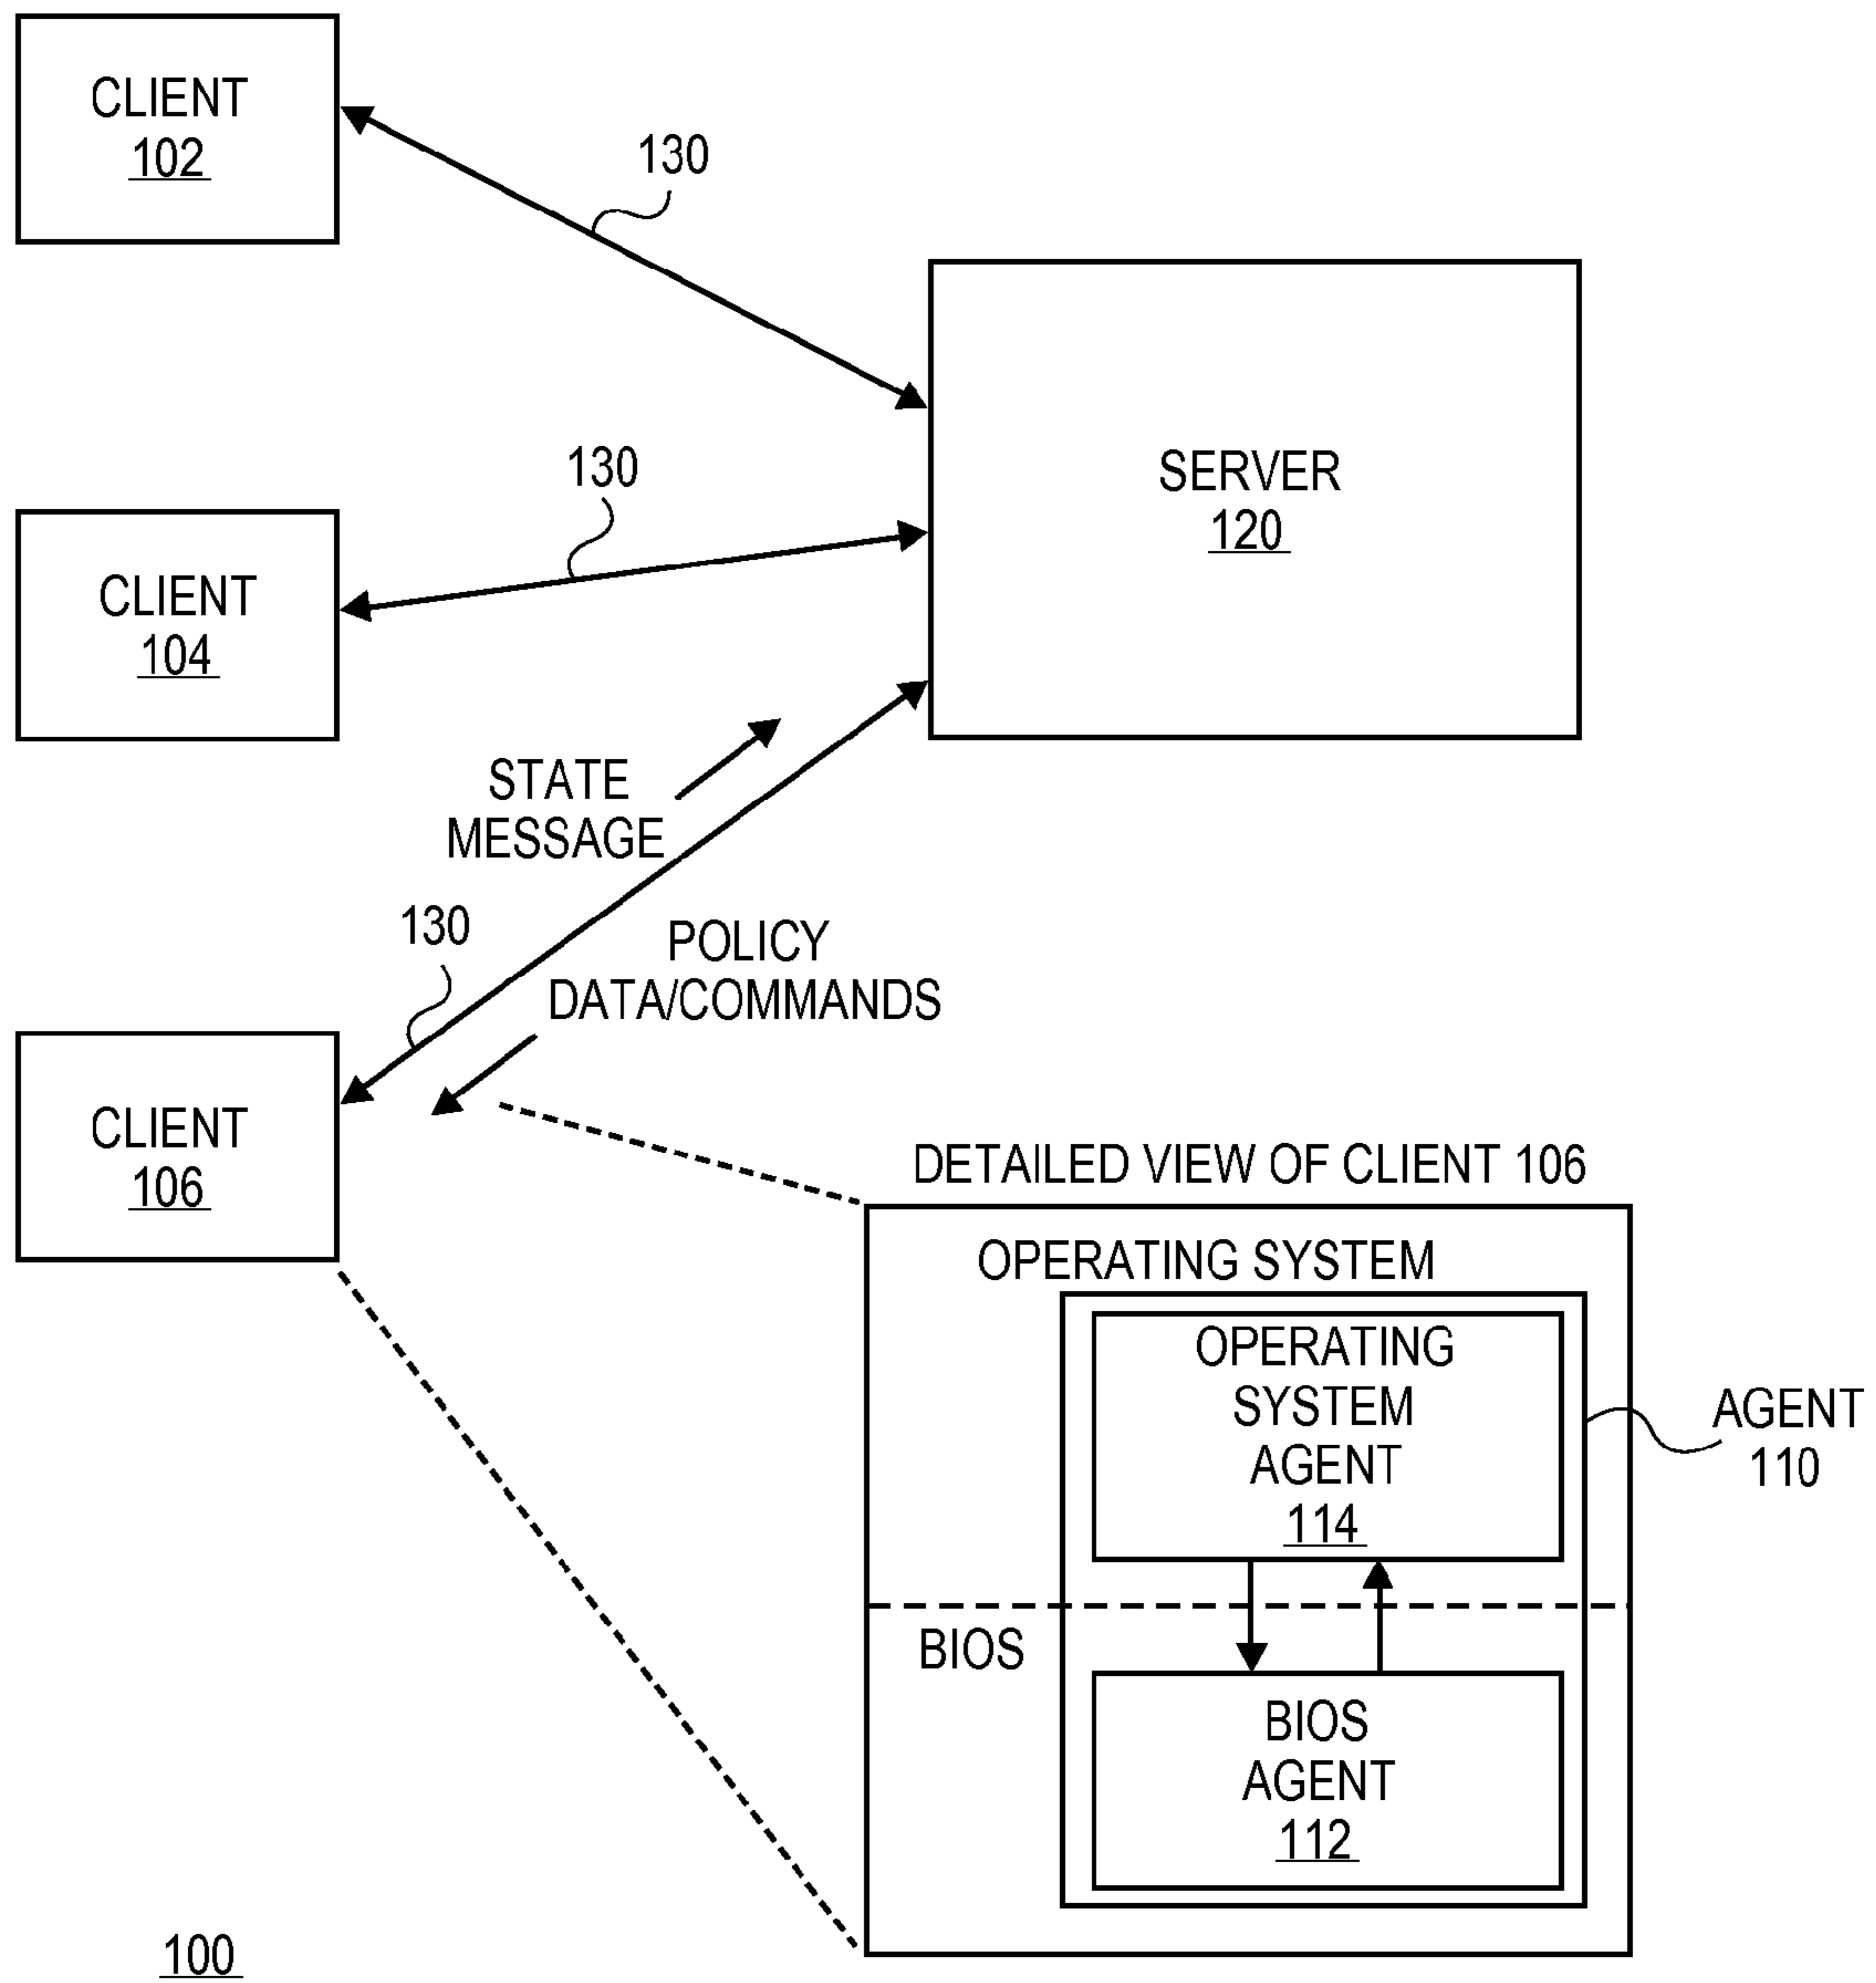 CLIENT
102
130
SERVER
120
130
CLIENT
104
STATE
MESSAGE
130
POLICY
DATA/COMMANDS
CLIENT
106
DETAILED VIEW OF CLIENT 106
OPERATING SYSTEM
OPERATING
SYSTEM
AGENT
114
AGENT
110
BIOS
BIOS
AGENT
112
100